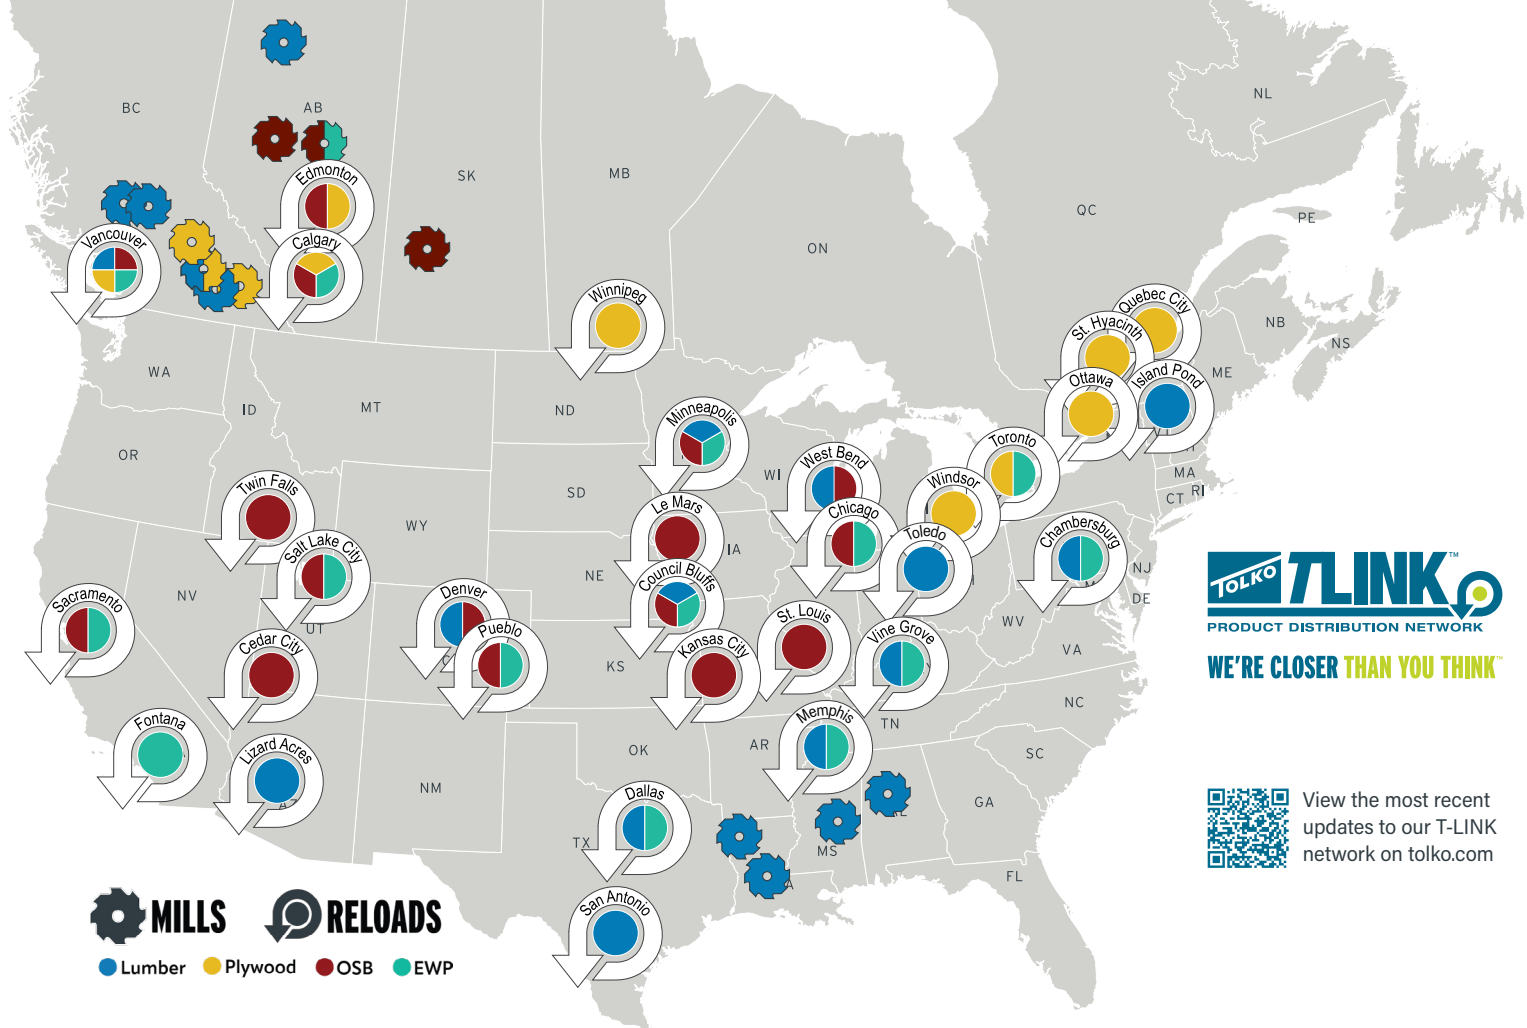 BC
AB
SK
MB
ON
QC
NL
PE
NB
NS
ME
Edmonton
Vancouver
Calgary
Winnipeg
Quebec City
St. Hyacinth
Ottawa
Island Pond
WA
ID
MT
ND
OR
Minneapolis
Toronto
WI
West Bend
Windsor
MA
CT
RI
SD
Twin Falls
Le Mars
Chicago
Toledo
Chambersburg
WY
IA
Salt Lake City
NE
Council Bluffs
NJ
DE
NV
UT
Sacramento
Denver
Pueblo
St. Louis
Vine Grove
WV
VA
Cedar City
KS
Kansas City
NC
Fontana
Lizard Acres
Memphis
TN
OK
AR
SC
NM
GA
Dallas
TX
MS
FL
San Antonio
TOLKO TLINK™
PRODUCT DISTRIBUTION NETWORK
WE'RE CLOSER THAN YOU THINK™
View the most recent
updates to our T-LINK
network on tolko.com
MILLS RELOADS
Lumber Plywood OSB EWP